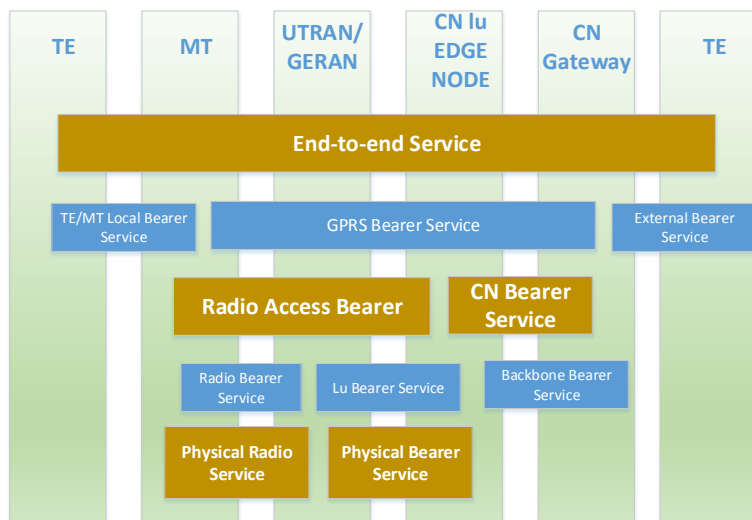 TE
MT
UTRAN/
GERAN
CN lu
EDGE
NODE
CN
Gateway
TE
End-to-end Service
TE/MT Local Bearer
Service
GPRS Bearer Service
External Bearer
Service
Radio Access Bearer
CN Bearer
Service
Radio Bearer
Service
Lu Bearer Service
Backbone Bearer
Service
Physical Radio
Service
Physical Bearer
Service